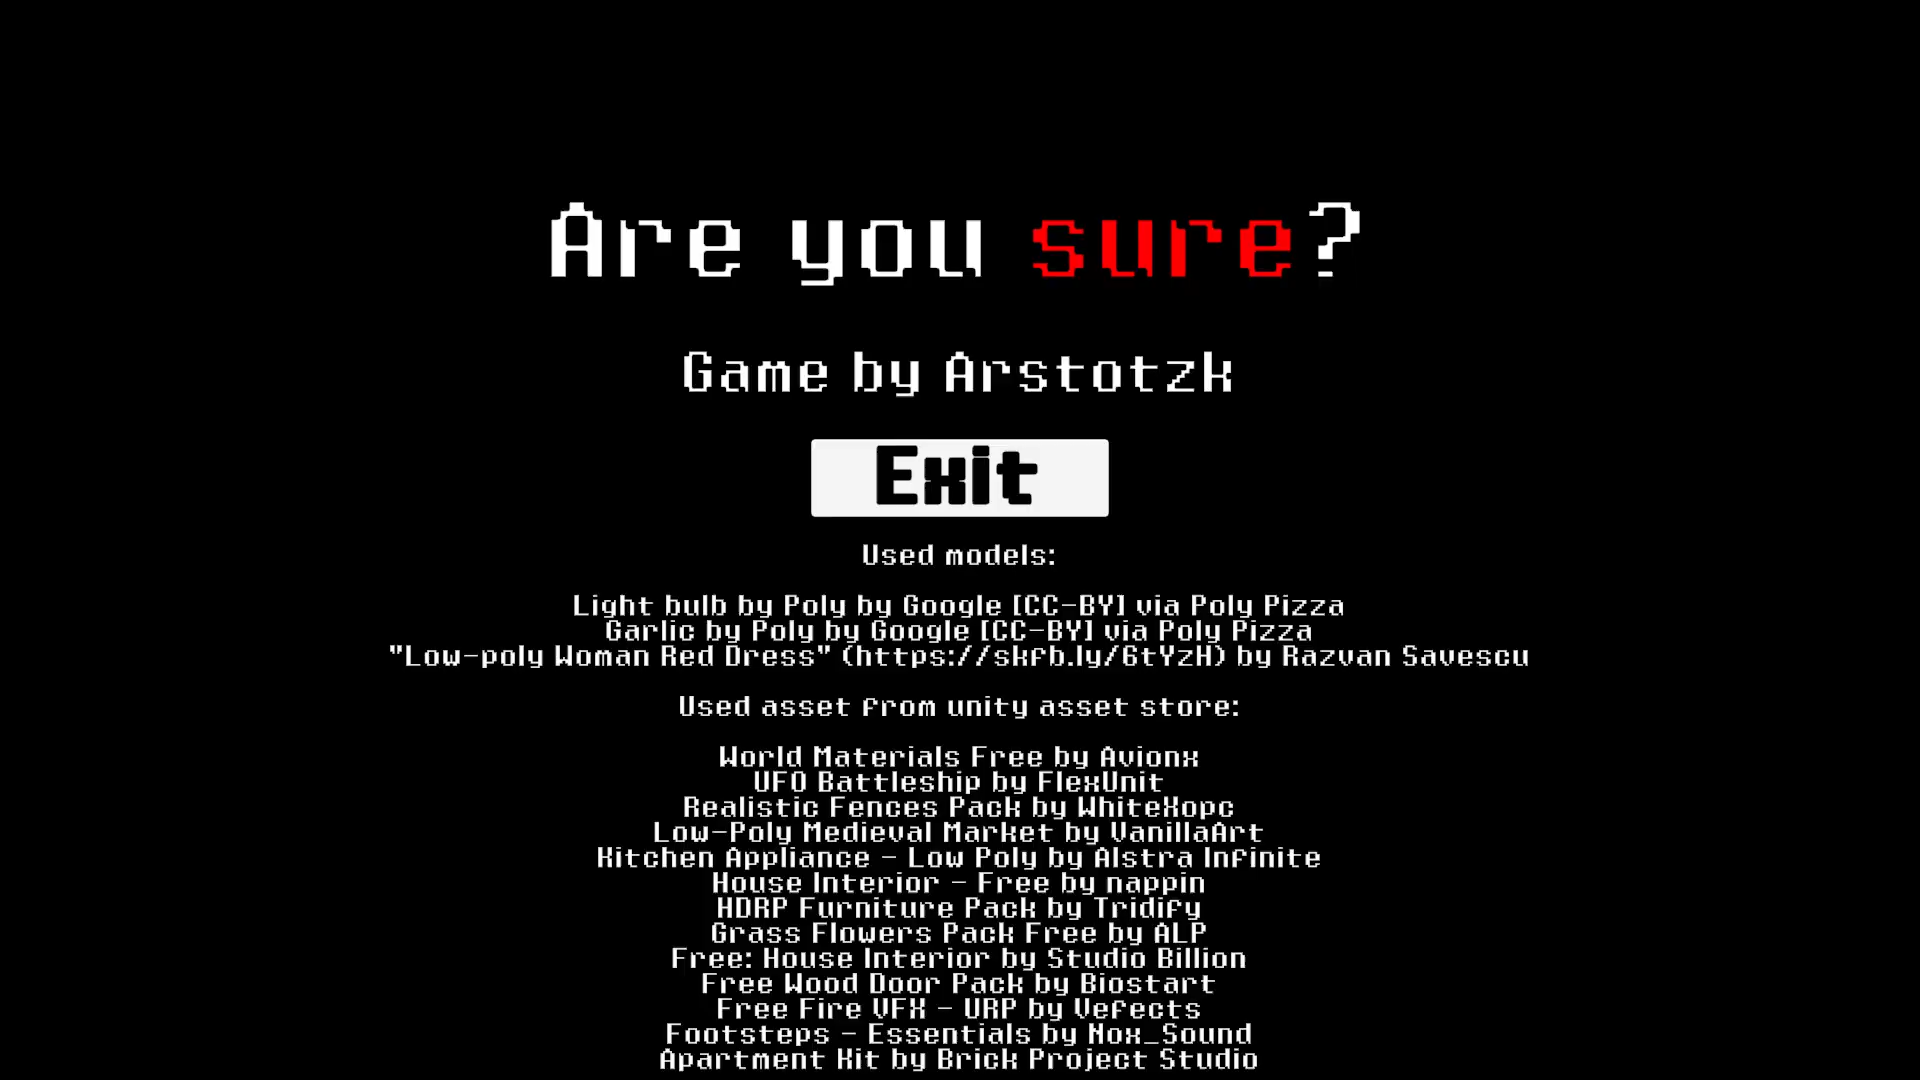 Are you sure?
Game by Arstotzk
Exit
Used models:
Light bulb by Poly by Google [CC-BY] via Poly Pizza
Garlic by Poly by Google [CC-BY] via Poly Pizza
"Low-poly Woman Red Dress" (https://skfb.ly/6tYzH) by Razvan Savescu
Used asset from unity asset store:
World Materials Free by Avionx
UFO Battleship by FlexUnit
Realistic Fences Pack by WhiteXopc
Low-Poly Medieval Market by VanillaArt
Kitchen Appliance - Low Poly by Alstra Infinite
House Interior - Free by nappin
HDRP Furniture Pack by Tridify
Grass Flowers Pack Free by ALP
Free: House Interior by Studio Billion
Free Wood Door Pack by Biostart
Free Fire VFX - URP by Vefects
Footsteps - Essentials by Nox_Sound
Apartment Kit by Brick Project Studio